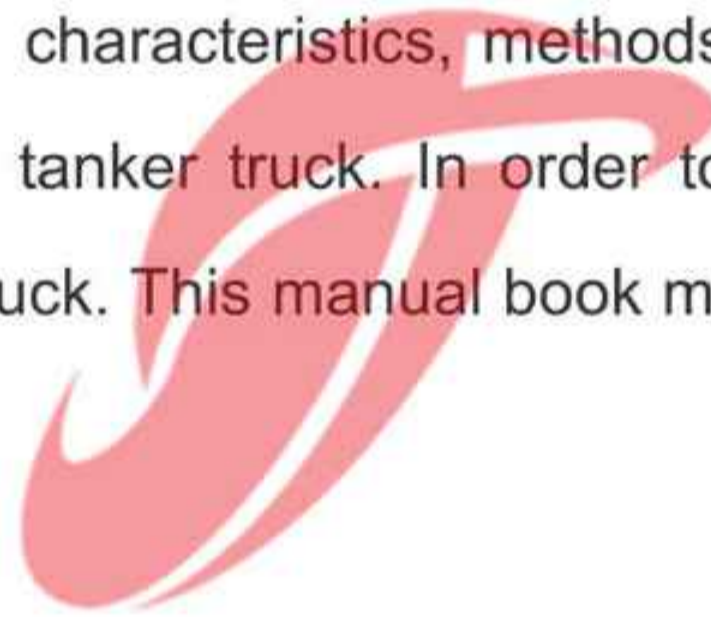 characteristics, methods
tanker truck. In order to
uck. This manual book m